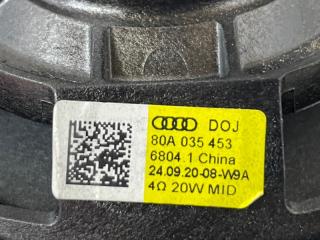 DOJ
80A 035 453
6804.1 China
24.09.20-08-W9A
4Ω 20W MID